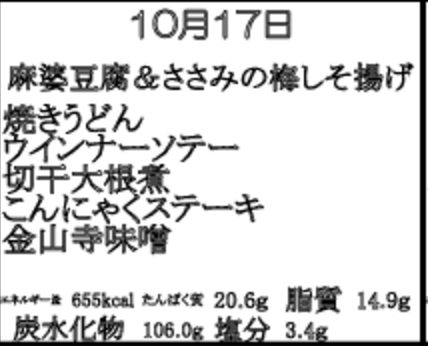 10月17日
麻婆豆腐&ささみの梅しそ揚げ
焼きうどん
ウインナーソテー
切干大根煮
こんにゃくステーキ
金山寺味噌
エネルギー量 655kcal たんぱく質 20.6g 脂質 14.9g
炭水化物 106.0g 塩分 3.4g